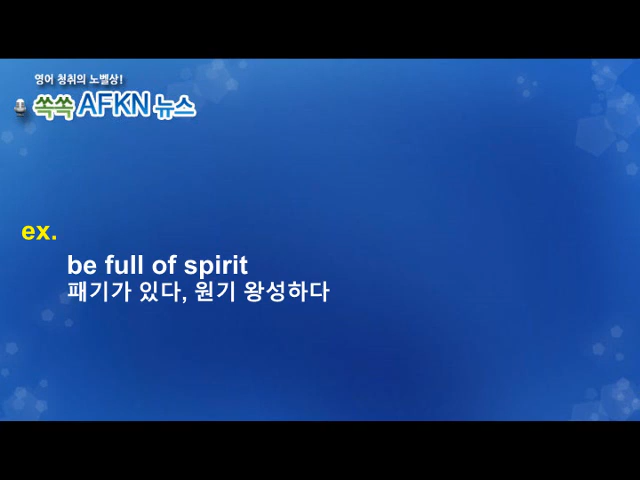 영어 청취의 노벨상!
쏙쏙 AFKN 뉴스
ex.
be full of spirit
패기가 있다, 원기 왕성하다